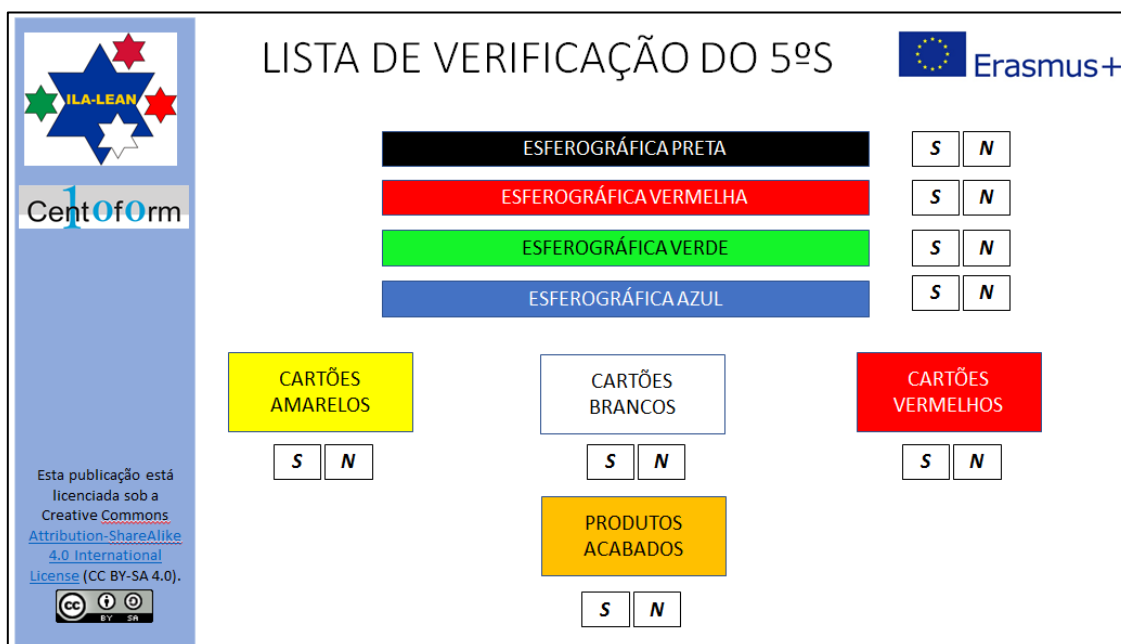 LISTA DE VERIFICAÇÃO DO 5ºS
ILA-LEAN
Erasmus+
Cent1ooform
ESFEROGRÁFICA PRETA
S N
ESFEROGRÁFICA VERMELHA
S N
ESFEROGRÁFICA VERDE
S N
ESFEROGRÁFICA AZUL
S N
CARTÕES
AMARELOS
S N
CARTÕES
BRANCOS
S N
CARTÕES
VERMELHOS
S N
PRODUTOS
ACABADOS
S N
Esta publicação está
licenciada sob a
Creative Commons
Attribution-ShareAlike
4.0 International
License (CC BY-SA 4.0).
cc
BY SA